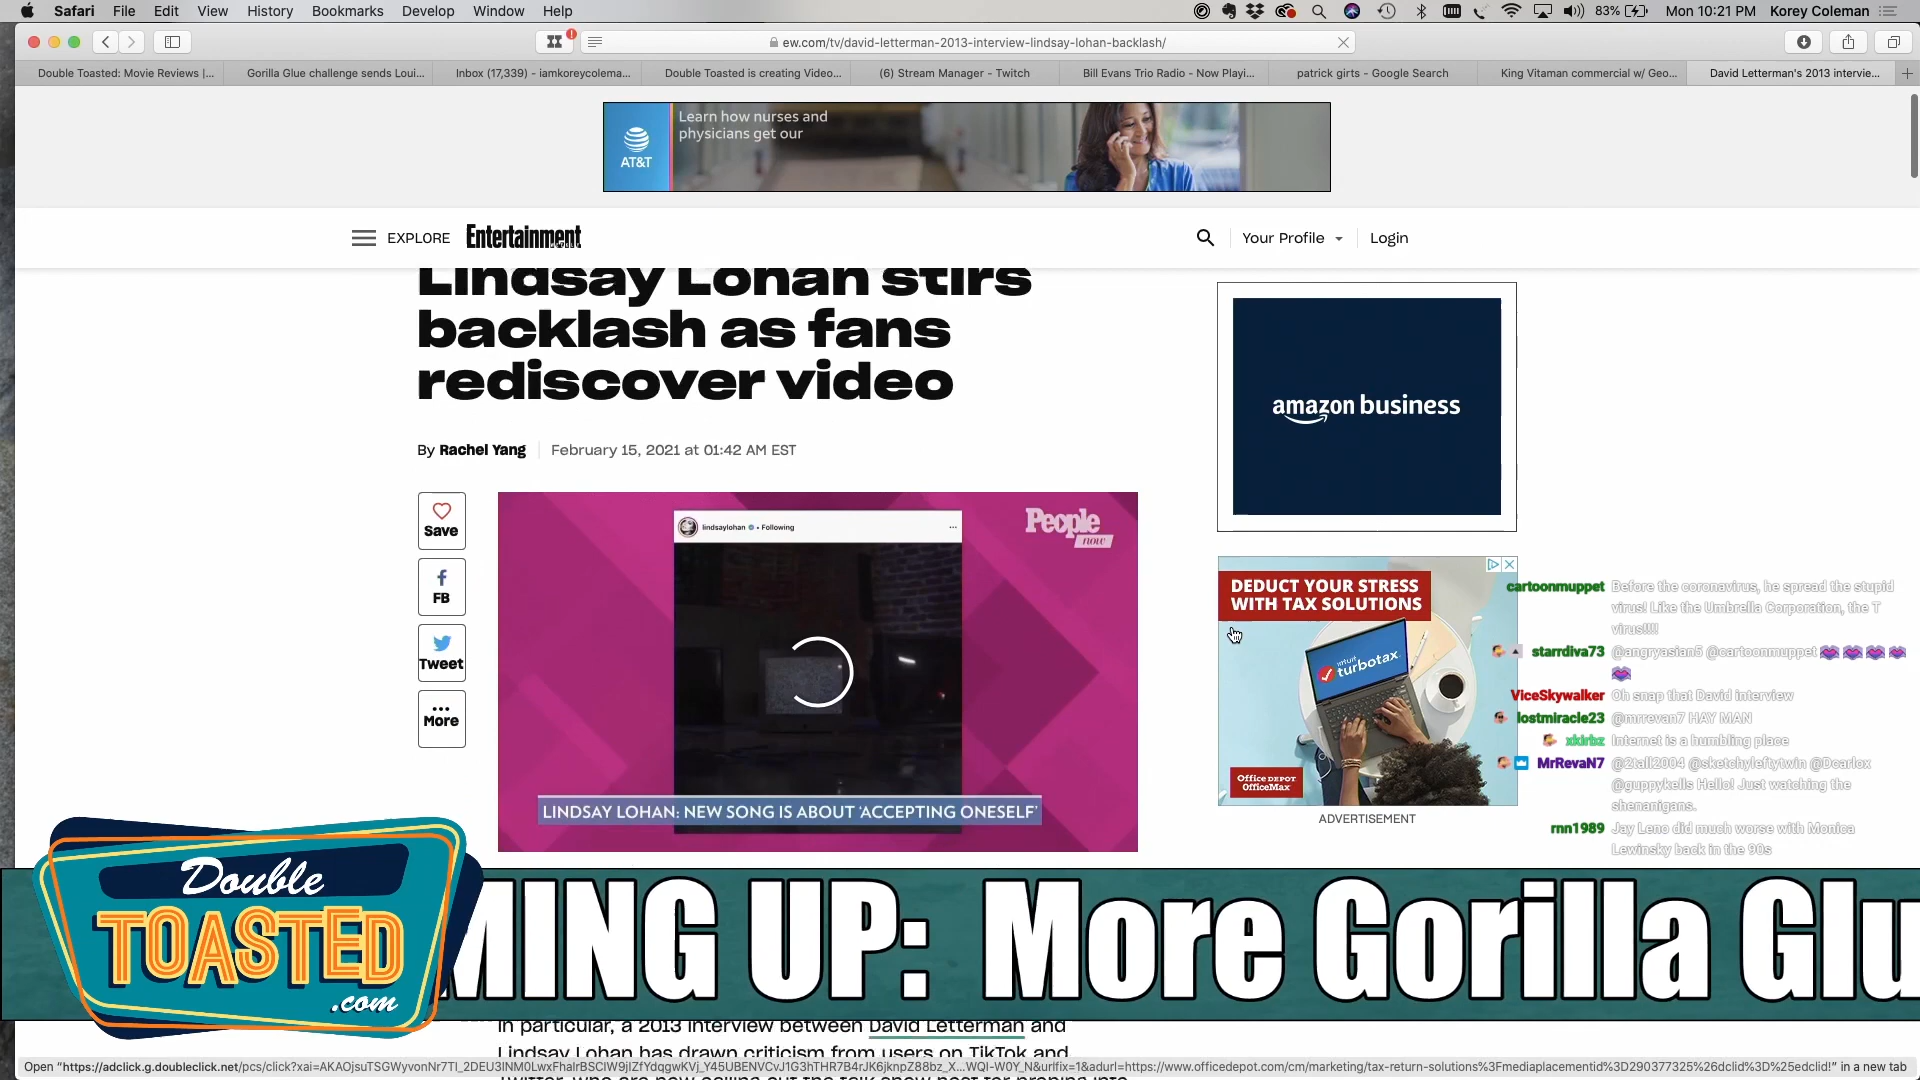 Safari File Edit View History Bookmarks Develop Window Help 83% Mon 10:21 PM Korey Coleman
ew.com/tv/david-letterman-2013-interview-lindsay-lohan-backlash/
Double Toasted: Movie Reviews |... Gorilla Glue challenge sends Loui... Inbox (17,339) - iamkoreycolema... Double Toasted is creating Video... (6) Stream Manager - Twitch Bill Evans Trio Radio - Now Playi... patrick girts - Google Search King Vitaman commercial w/ Geo... David Letterman's 2013 intervie...
Learn how nurses and
physicians get our
AT&T
EXPLORE Entertainment Your Profile Login
Lindsay Lohan stirs
backlash as fans
rediscover video
By Rachel Yang February 15, 2021 at 01:42 AM EST
Save
FB
Tweet
More
lindsaylohan • Following
People
now
LINDSAY LOHAN: NEW SONG IS ABOUT 'ACCEPTING ONESELF'
amazon business
DEDUCT YOUR STRESS
WITH TAX SOLUTIONS
intuit
turbotax
Office DEPOT
OfficeMax
ADVERTISEMENT
cartoonmuppet Before the coronavirus, he spread the stupid
virus! Like the Umbrella Corporation, the T
virus!!!!
starrdiva73 @angryasian5 @cartoonmuppet
ViceSkywalker Oh snap that David interview
lostmiracle23 @mrrevan7 HAY MAN
xkirbz Internet is a humbling place
MrRevaN7 @2tall2004 @sketchyleftytwin @Dcarlox
@guppykells Hello! Just watching the
shenanigans.
rnn1989 Jay Leno did much worse with Monica
Lewinsky back in the 90s
Double
TOASTED
.com
MING UP: More Gorilla Glu
In particular, a 2013 interview between David Letterman and
Lindsay Lohan has drawn criticism from users on TikTok and